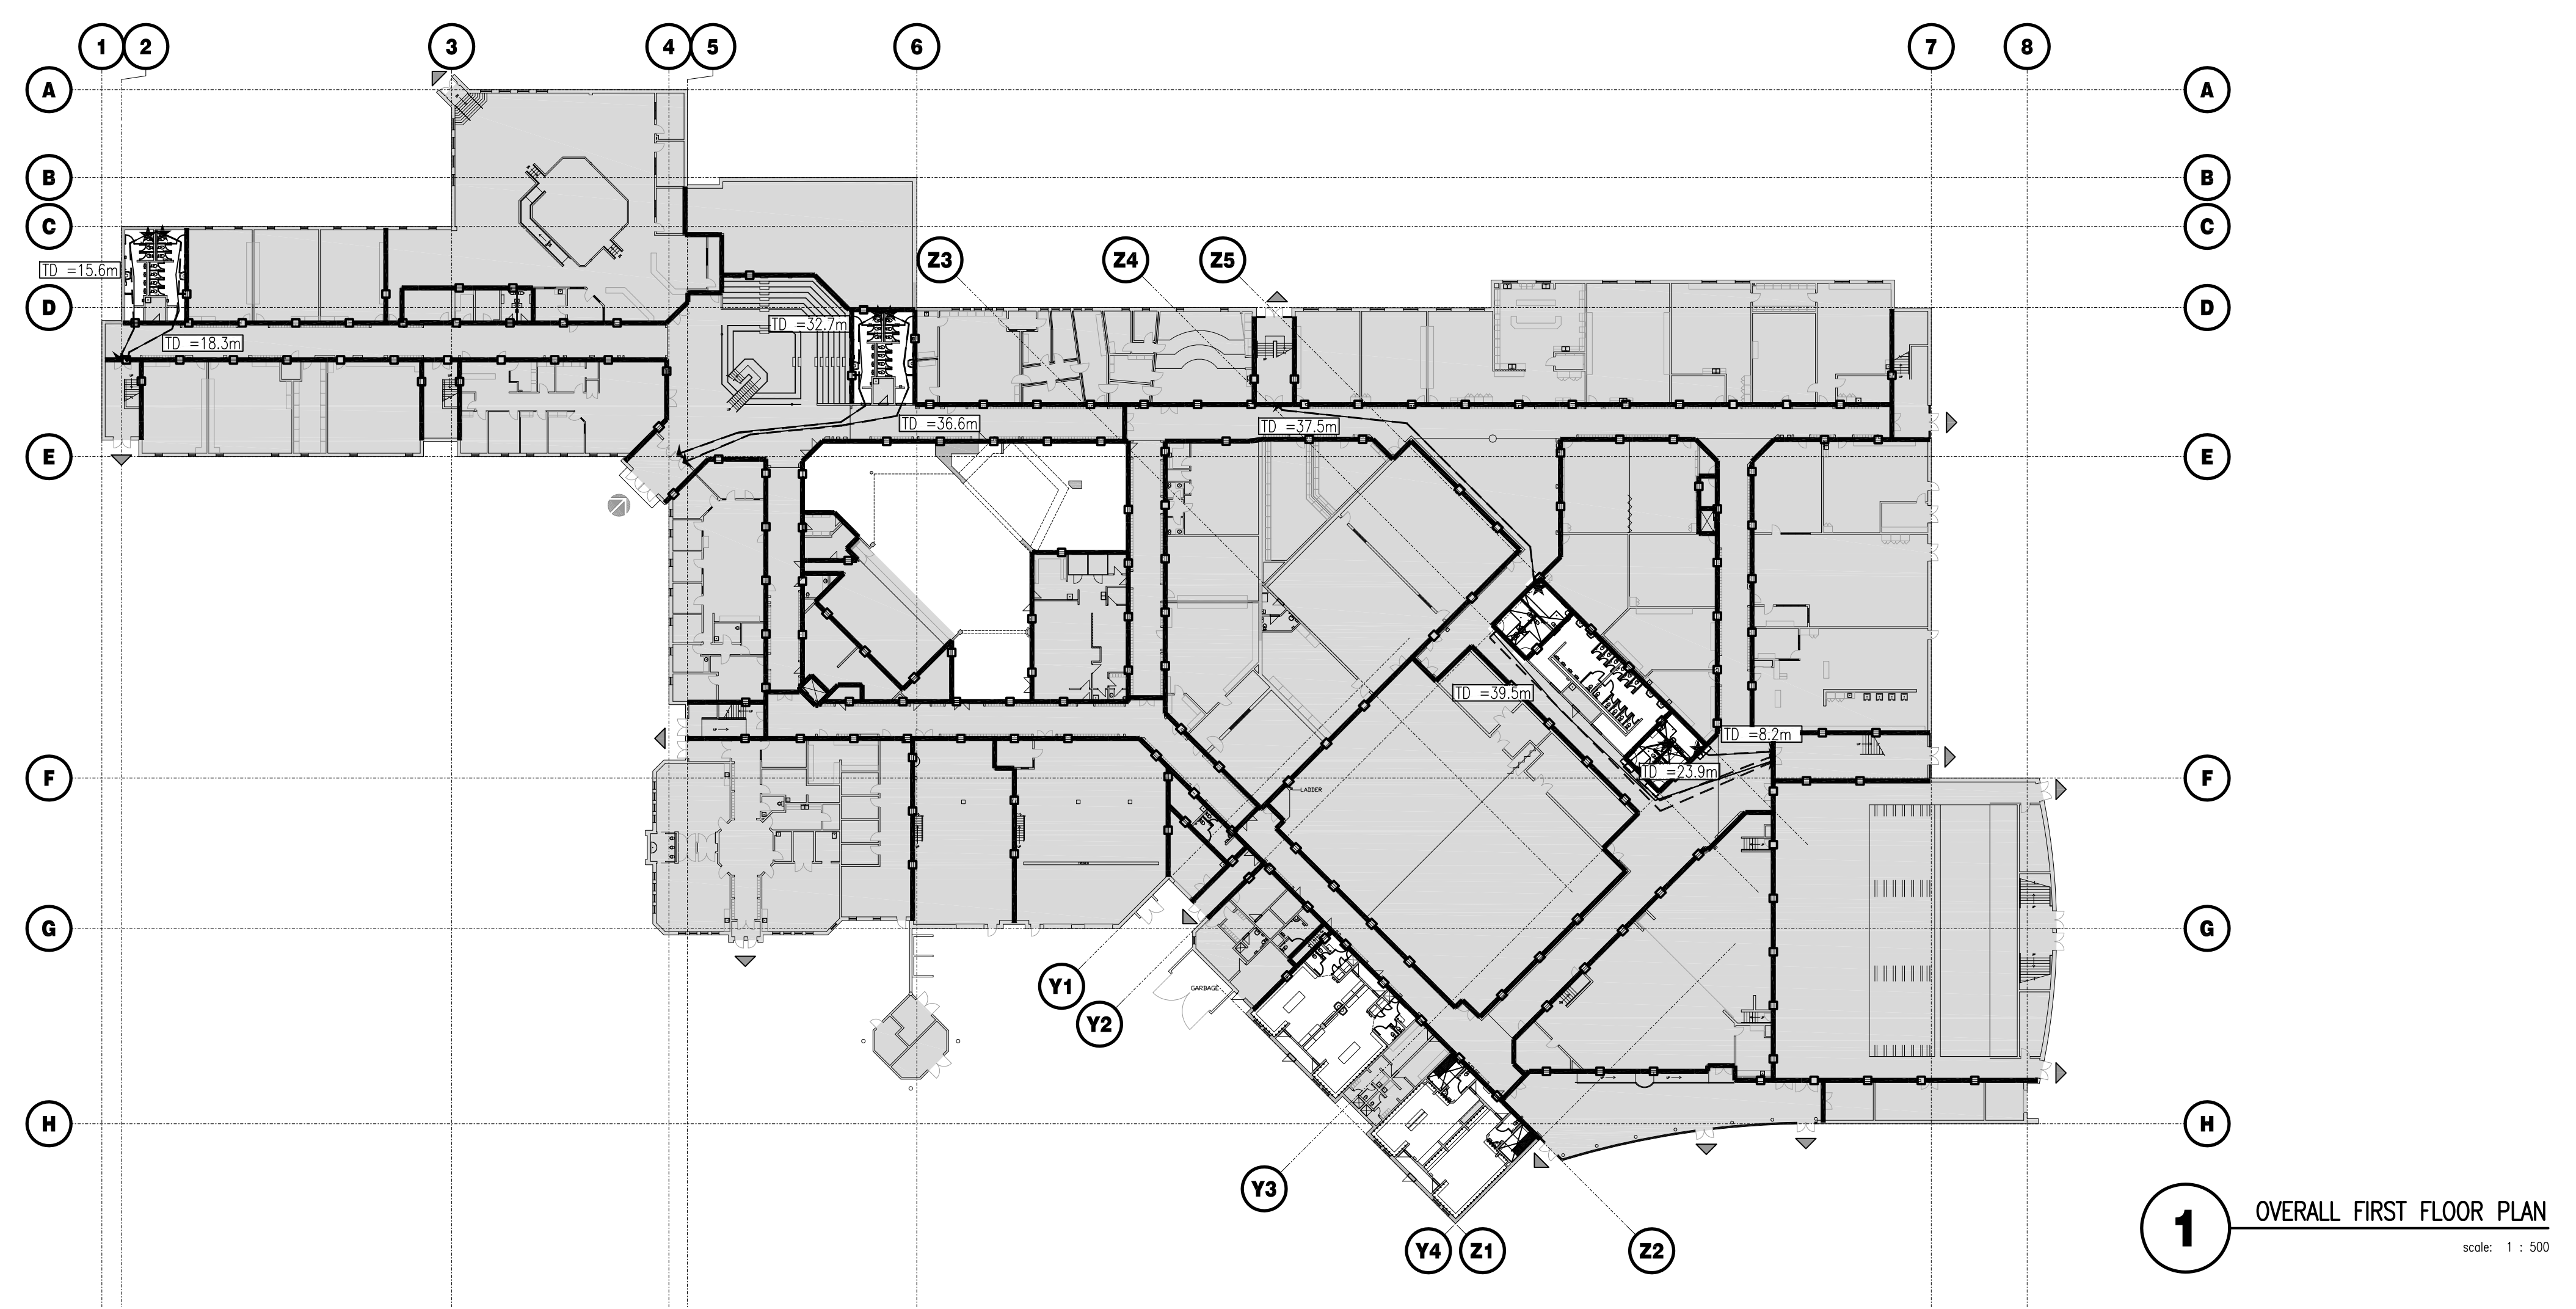 1 2 3 4 5 6 7 8
A A
B B
C C
Z3 Z4 Z5
TD =15.6m
D D
TD =32.7m
TD =18.3m
TD =36.6m
TD =37.5m
E E
TD =39.5m
TD =8.2m
TD =23.9m
F F
LADDER
G G
Y1
GARBAGE
Y2
H H
Y3
Y4 Z1 Z2
1 OVERALL FIRST FLOOR PLAN
scale: 1 : 500